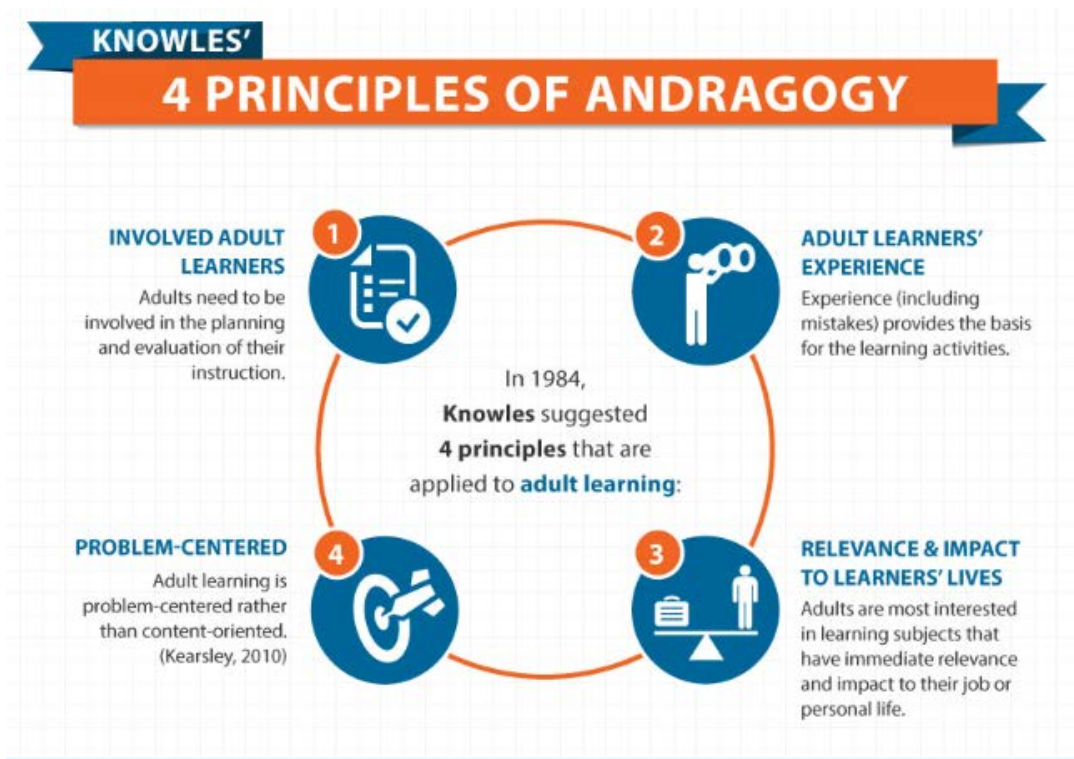 KNOWLES'
4 PRINCIPLES OF ANDRAGOGY
1
INVOLVED ADULT
LEARNERS
Adults need to be
involved in the planning
and evaluation of their
instruction.
2
ADULT LEARNERS'
EXPERIENCE
Experience (including
mistakes) provides the basis
for the learning activities.
In 1984,
Knowles suggested
4 principles that are
applied to adult learning:
3
RELEVANCE & IMPACT
TO LEARNERS' LIVES
Adults are most interested
in learning subjects that
have immediate relevance
and impact to their job or
personal life.
4
PROBLEM-CENTERED
Adult learning is
problem-centered rather
than content-oriented.
(Kearsley, 2010)